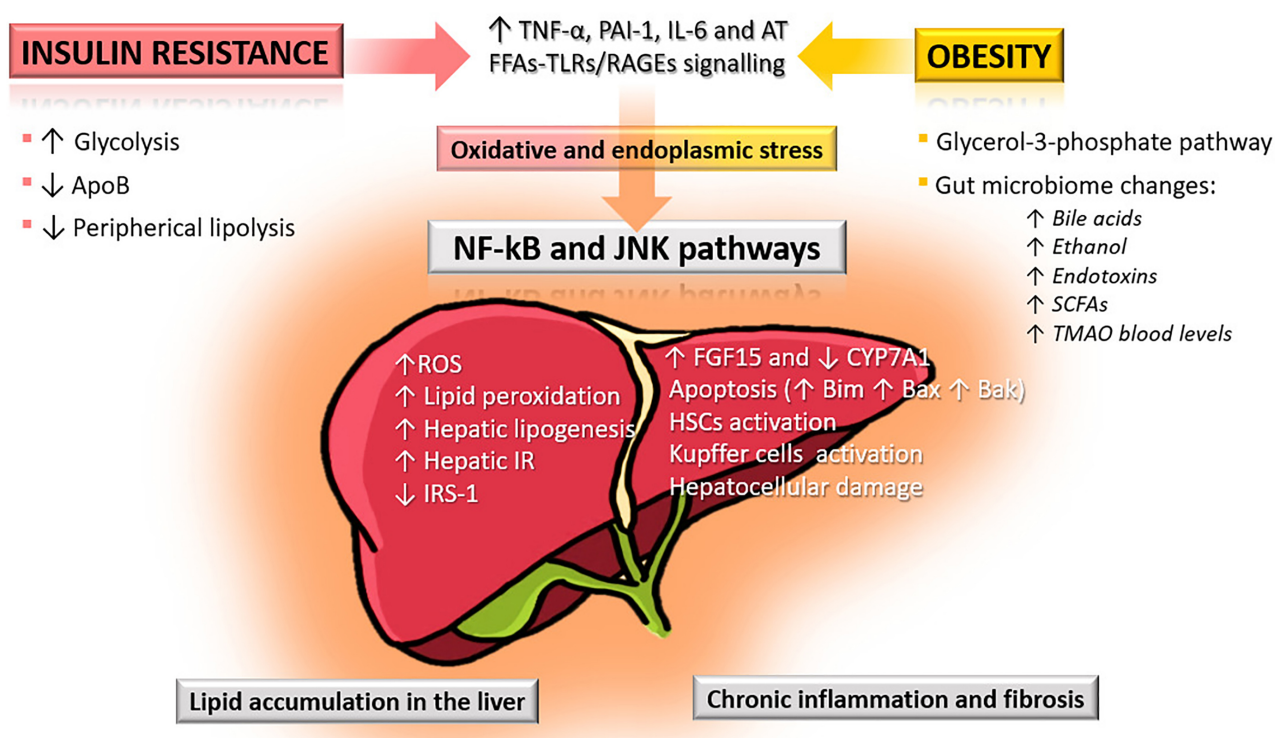 INSULIN RESISTANCE
↑ Glycolysis
↓ ApoB
↓ Peripherical lipolysis
↑ TNF-α, PAI-1, IL-6 and AT
FFAs-TLRs/RAGEs signalling
OBESITY
Glycerol-3-phosphate pathway
Gut microbiome changes:
↑ Bile acids
↑ Ethanol
↑ Endotoxins
↑ SCFAs
↑ TMAO blood levels
Oxidative and endoplasmic stress
NF-kB and JNK pathways
↑ROS
↑ Lipid peroxidation
↑ Hepatic lipogenesis
↑ Hepatic IR
↓ IRS-1
↑ FGF15 and ↓ CYP7A1
Apoptosis (↑ Bim ↑ Bax ↑ Bak)
HSCs activation
Kupffer cells activation
Hepatocellular damage
Lipid accumulation in the liver
Chronic inflammation and fibrosis